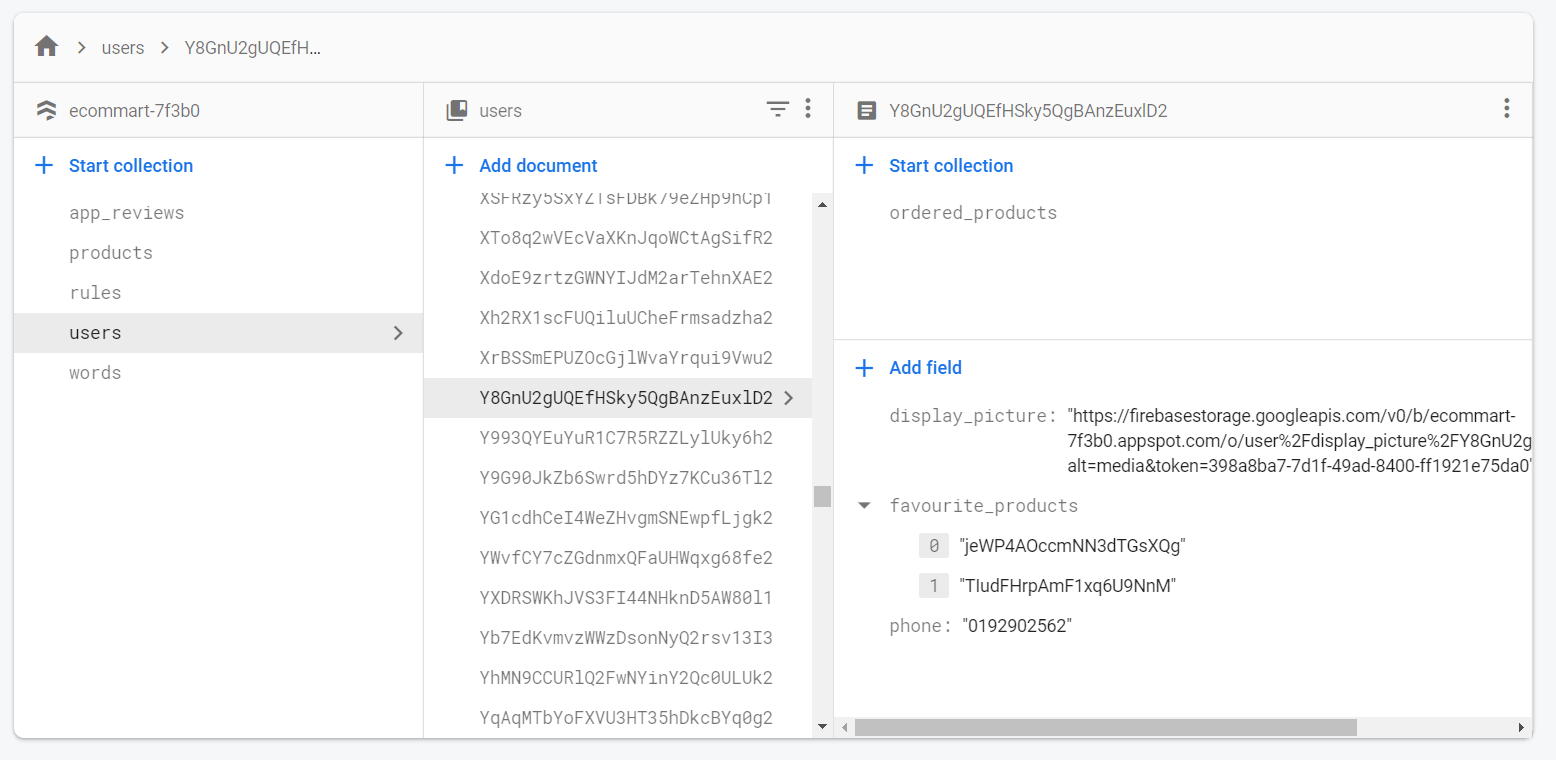 users
Y8GnU2gUQEfH...
ecommart-7f3b0
Start collection
app_reviews
products
rules
users
words
users
Add document
XTo8q2wVEcVaXKnJqoWCtAgSifR2
XdoE9zrtzGWNYIJdM2arTehnXAE2
Xh2RX1scFUQiluUCheFrmsadzha2
XrBSSmEPUZOcGjlWvaYrqui9Vwu2
Y8GnU2gUQEfHSky5QgBAnzEuxlD2
Y993QYEuYuR1C7R5RZZLylUky6h2
Y9G90JkZb6Swrd5hDYz7KCu36Tl2
YG1cdhCeI4WeZHvgmSNEwpfLjgk2
YWvfCY7cZGdnmxQFaUHWqxg68fe2
YXDRSWKhJVS3FI44NHknD5AW80l1
Yb7EdKvmvzWWzDsonNyQ2rsv13I3
YhMN9CCURlQ2FwNYinY2Qc0ULUk2
YqAqMTbYoFXVU3HT35hDkcBYq0g2
Y8GnU2gUQEfHSky5QgBAnzEuxlD2
Start collection
ordered_products
Add field
display_picture: "https://firebasestorage.googleapis.com/v0/b/ecommart-
7f3b0.appspot.com/o/user%2Fdisplay_picture%2FY8GnU2g
alt=media&token=398a8ba7-7d1f-49ad-8400-ff1921e75da0"
favourite_products
0 "jeWP4AOccmNN3dTGsXQg"
1 "TIudFHrpAmF1xq6U9NnM"
phone: "0192902562"